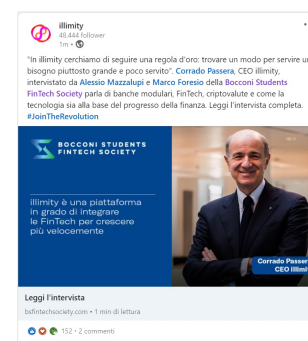 illimity
48.444 follower
1m •
"In illimity cerchiamo di seguire una regola d'oro: trovare un modo per servire un
bisogno piuttosto grande e poco servito". Corrado Passera, CEO illimity,
intervistato da Alessio Mazzalupi e Marco Foresio della Bocconi Students
FinTech Society parla di banche modulari, FinTech, criptovalute e come la
tecnologia sia alla base del progresso della finanza. Leggi l'intervista completa.
#JoinTheRevolution
BOCCONI STUDENTS
FINTECH SOCIETY
illimity è una piattaforma
in grado di integrare
le FinTech per crescere
più velocemente
Corrado Passer
CEO illimi
Leggi l'intervista
bsfintechsociety.com • 1 min di lettura
152 • 2 commenti